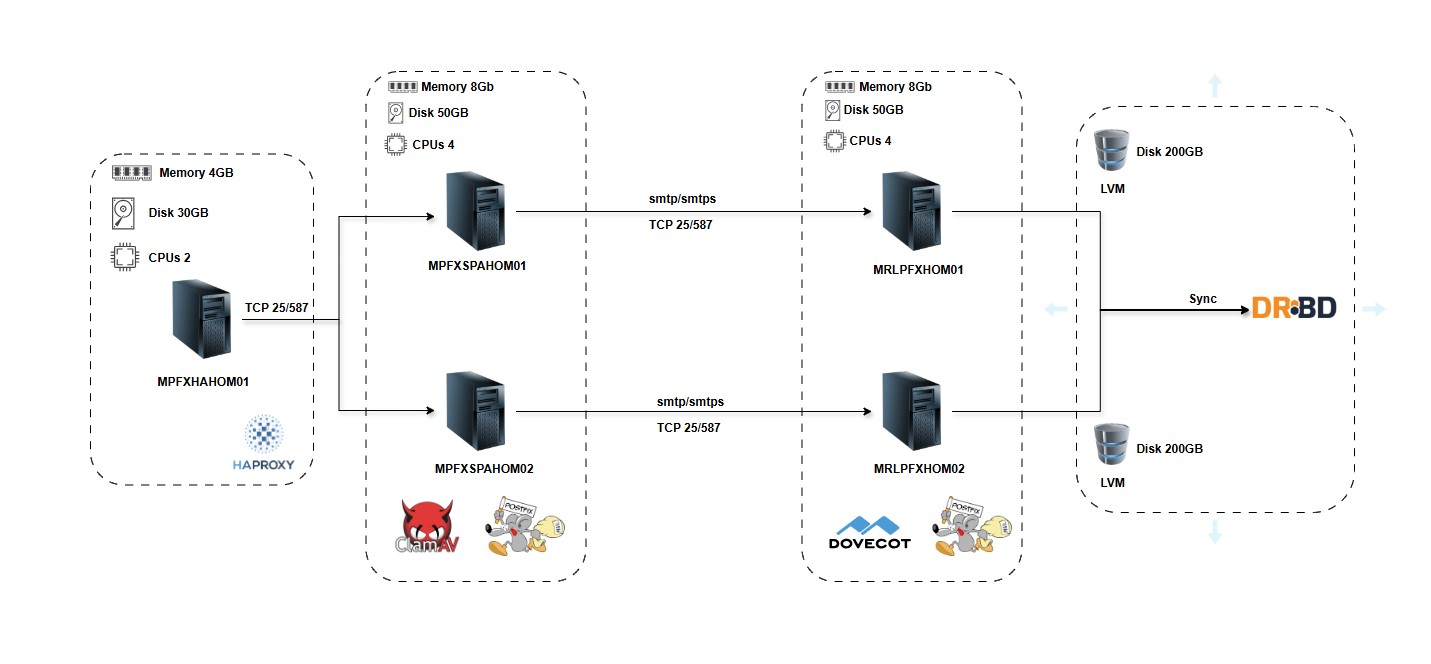 Memory 4GB
Disk 30GB
CPUs 2
TCP 25/587
MPFXHAHOM01
HAPROXY
Memory 8Gb
Disk 50GB
CPUs 4
MPFXSPAHOM01
MPFXSPAHOM02
ClamAV
POSTFIX
smtp/smtps
TCP 25/587
smtp/smtps
TCP 25/587
Memory 8Gb
Disk 50GB
CPUs 4
MRLPFXHOM01
MRLPFXHOM02
DOVECOT
POSTFIX
Disk 200GB
LVM
Sync
DRBD
Disk 200GB
LVM